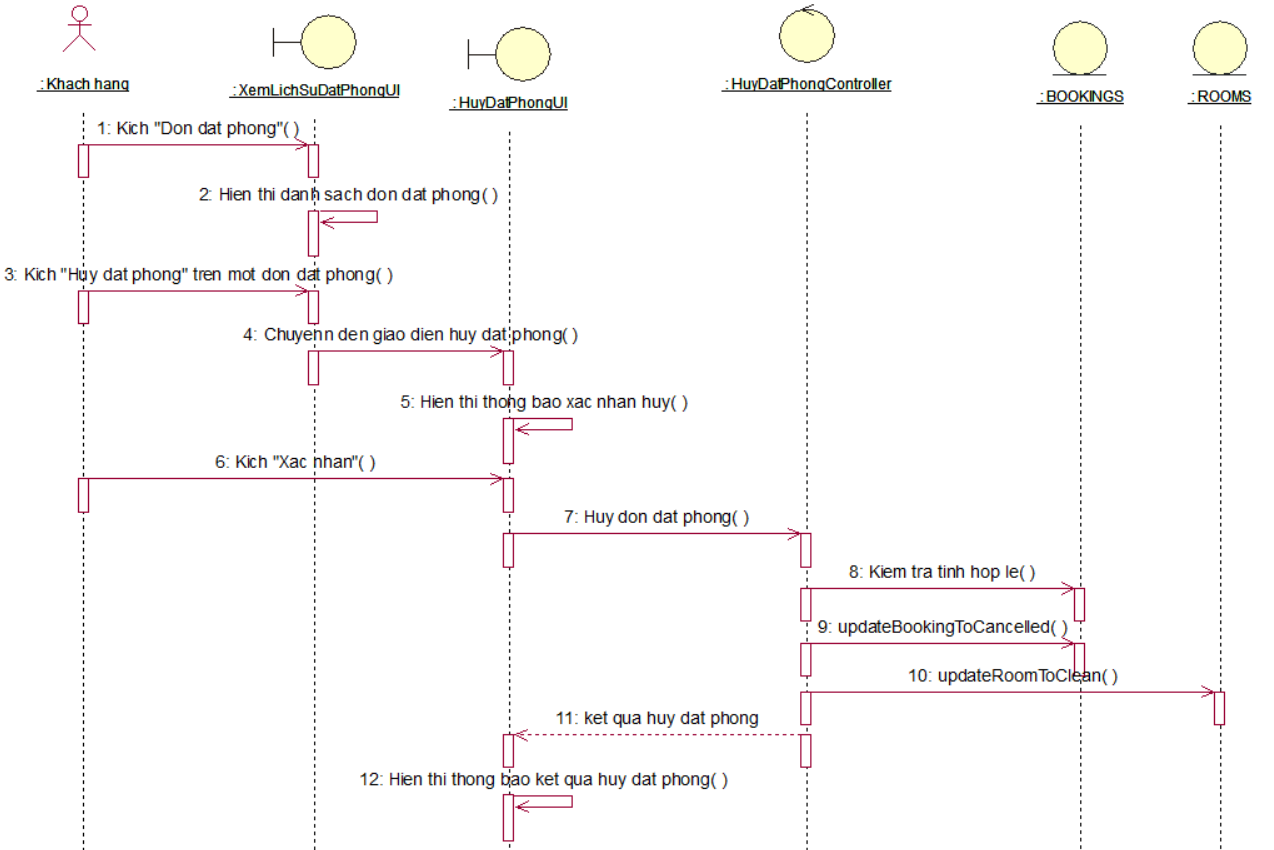 : Khach hang
: XemLichSuDatPhongUI
: HuyDatPhongUI
: HuyDatPhongController
: BOOKINGS
: ROOMS
1: Kich "Don dat phong"( )
2: Hien thi danh sach don dat phong( )
3: Kich "Huy dat phong" tren mot don dat phong( )
4: Chuyenn den giao dien huy dat phong( )
5: Hien thi thong bao xac nhan huy( )
6: Kich "Xac nhan"( )
7: Huy don dat phong( )
8: Kiem tra tinh hop le( )
9: updateBookingToCancelled( )
10: updateRoomToClean( )
11: ket qua huy dat phong
12: Hien thi thong bao ket qua huy dat phong( )